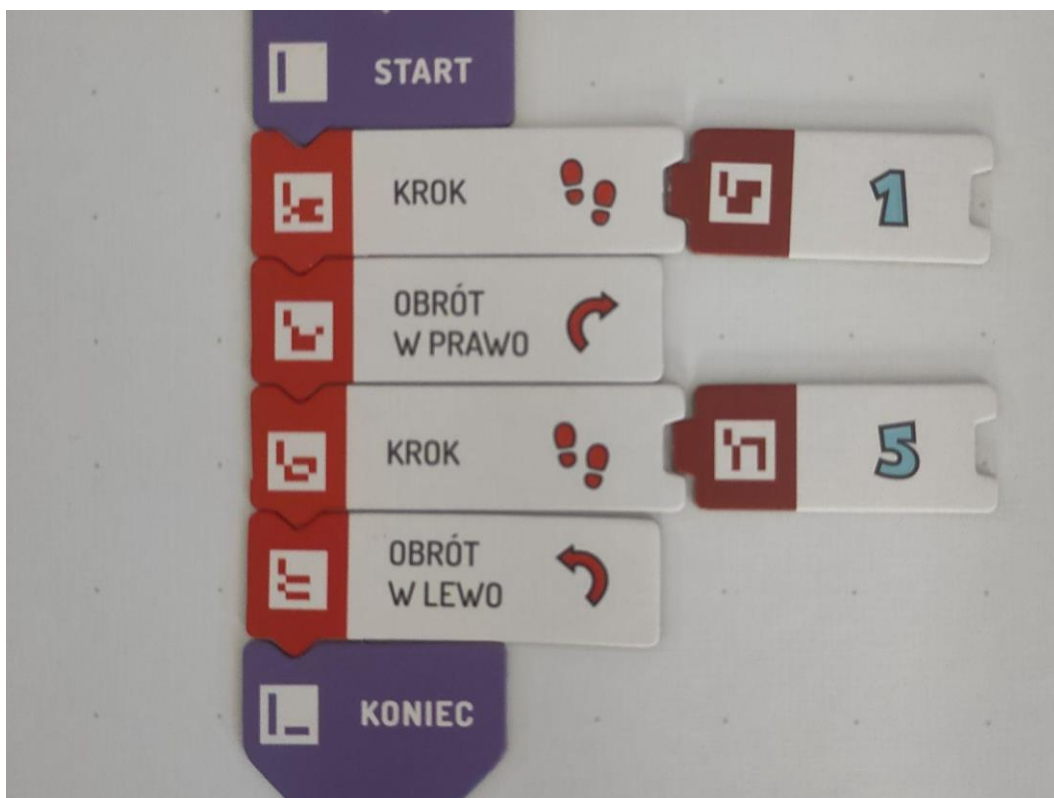 START
KROK 1
OBRÓT
W PRAWO
KROK 5
OBRÓT
W LEWO
KONIEC